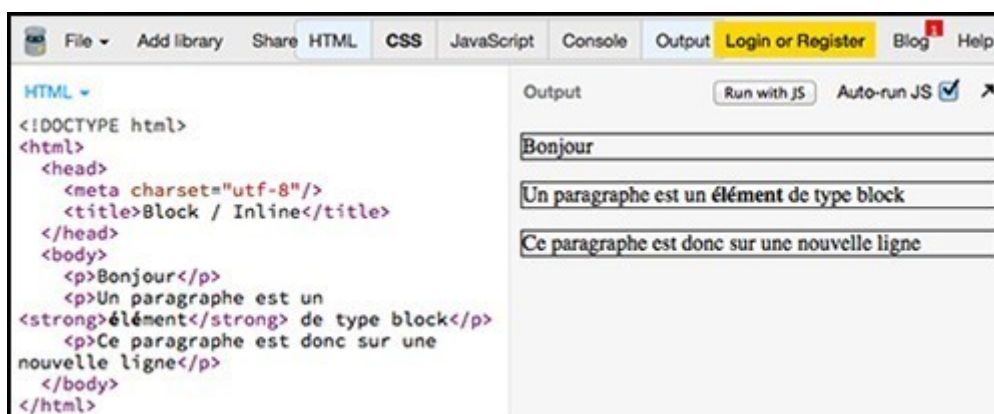 File Add library Share HTML CSS JavaScript Console Output Login or Register Blog 1 Help
HTML
<!DOCTYPE html>
<html>
<head>
<meta charset="utf-8"/>
<title>Block / Inline</title>
</head>
<body>
<p>Bonjour</p>
<p>Un paragraphe est un
<strong>élément</strong> de type block</p>
<p>Ce paragraphe est donc sur une
nouvelle ligne</p>
</body>
</html>
Output Run with JS Auto-run JS
Bonjour
Un paragraphe est un élément de type block
Ce paragraphe est donc sur une nouvelle ligne